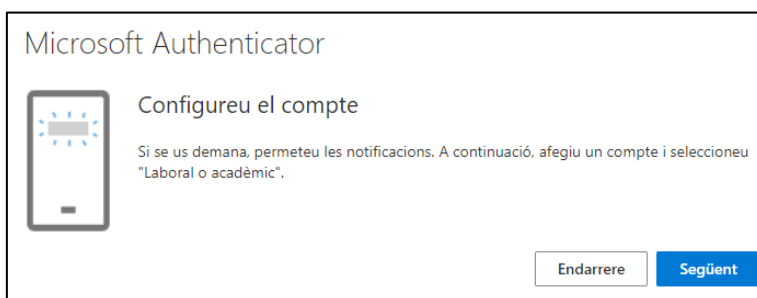 Microsoft Authenticator
Configureu el compte
Si se us demana, permeteu les notificacions. A continuació, afegiu un compte i seleccioneu
"Laboral o acadèmic".
Endarrere
Següent